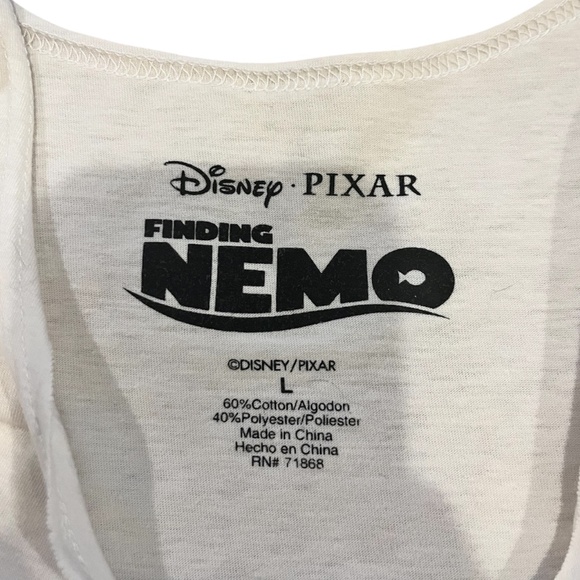 Disney · PIXAR
FINDING
NEMO
©DISNEY/PIXAR
L
60%Cotton/Algodon
40%Polyester/Poliester
Made in China
Hecho en China
RN# 71868